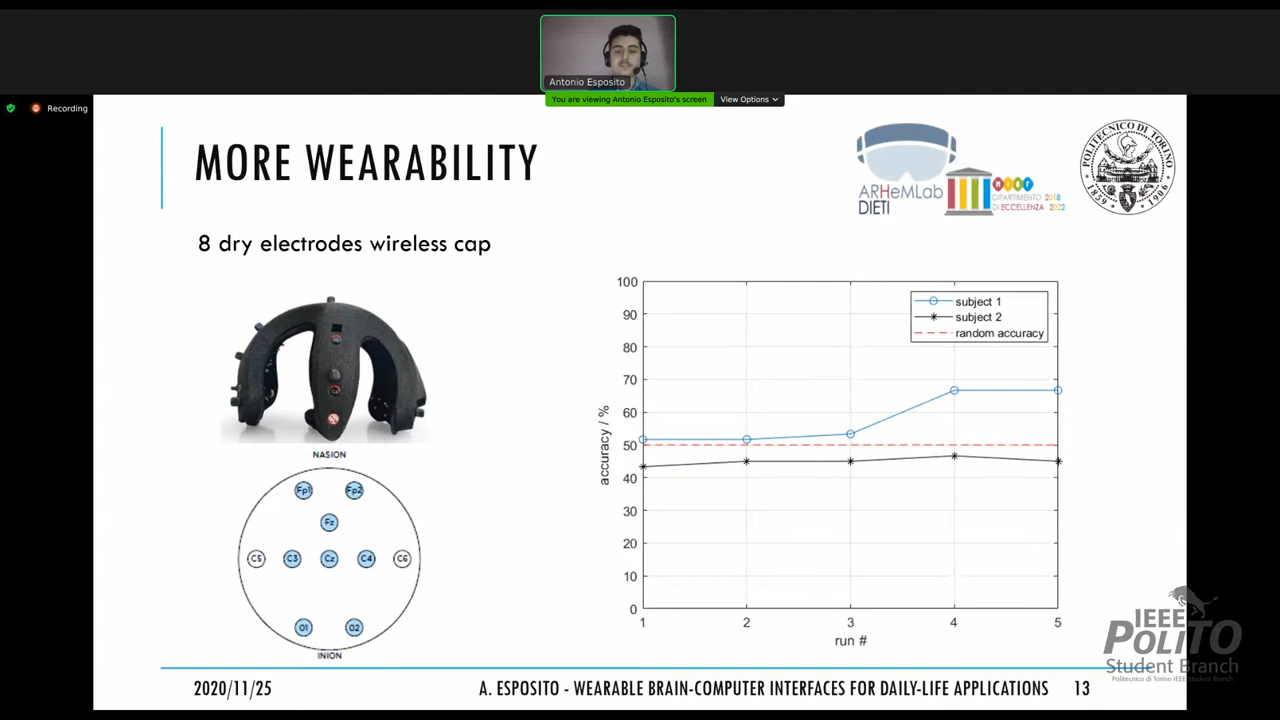 Antonio Esposito
You are viewing Antonio Esposito's screen
View Options
Recording
MORE WEARABILITY
ARHeMLab
DIETI
DIPARTIMENTO 2018
DI ECCELLENZA 2022
POLITECNICO DI TORINO
1859
1906
8 dry electrodes wireless cap
NASION
Fp1
Fp2
Fz
C5
C3
Cz
C4
C6
O1
O2
INION
100
90
80
70
60
50
40
30
20
10
0
accuracy / %
subject 1
subject 2
random accuracy
1
2
3
4
5
run #
IEEE
POLITO
Student Branch
Politecnico di Torino IEEE Student Branch
2020/11/25
A. ESPOSITO - WEARABLE BRAIN-COMPUTER INTERFACES FOR DAILY-LIFE APPLICATIONS
13